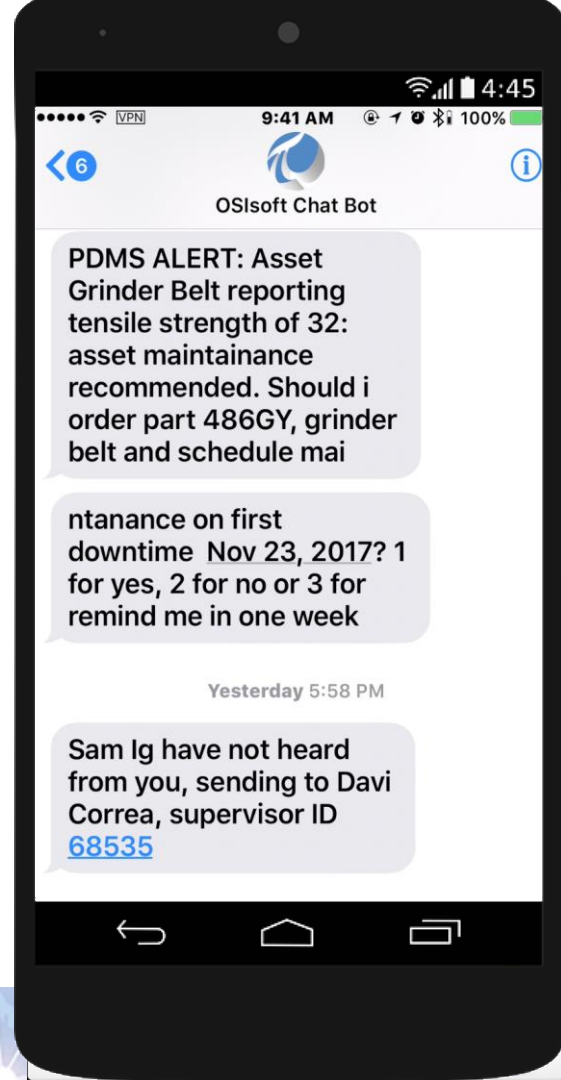 4:45
VPN 9:41 AM 100%
6
OSIsoft Chat Bot
PDMS ALERT: Asset
Grinder Belt reporting
tensile strength of 32:
asset maintainance
recommended. Should i
order part 486GY, grinder
belt and schedule mai
ntanance on first
downtime Nov 23, 2017? 1
for yes, 2 for no or 3 for
remind me in one week
Yesterday 5:58 PM
Sam Ig have not heard
from you, sending to Davi
Correa, supervisor ID
68535